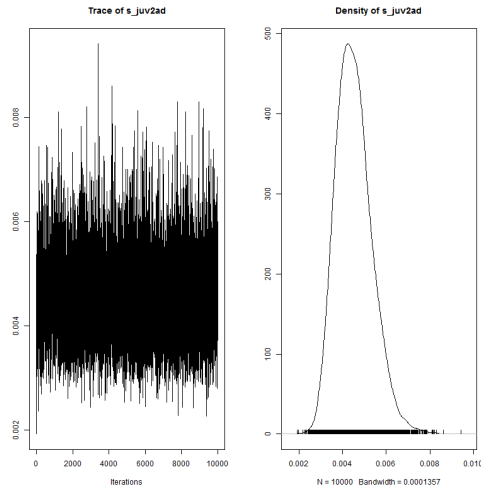 Trace of s_juv2ad
0.008
0.006
0.004
0.002
0 2000 4000 6000 8000 10000
Iterations
Density of s_juv2ad
500
400
300
200
100
0
0.002 0.004 0.006 0.008 0.010
N = 10000 Bandwidth = 0.0001357